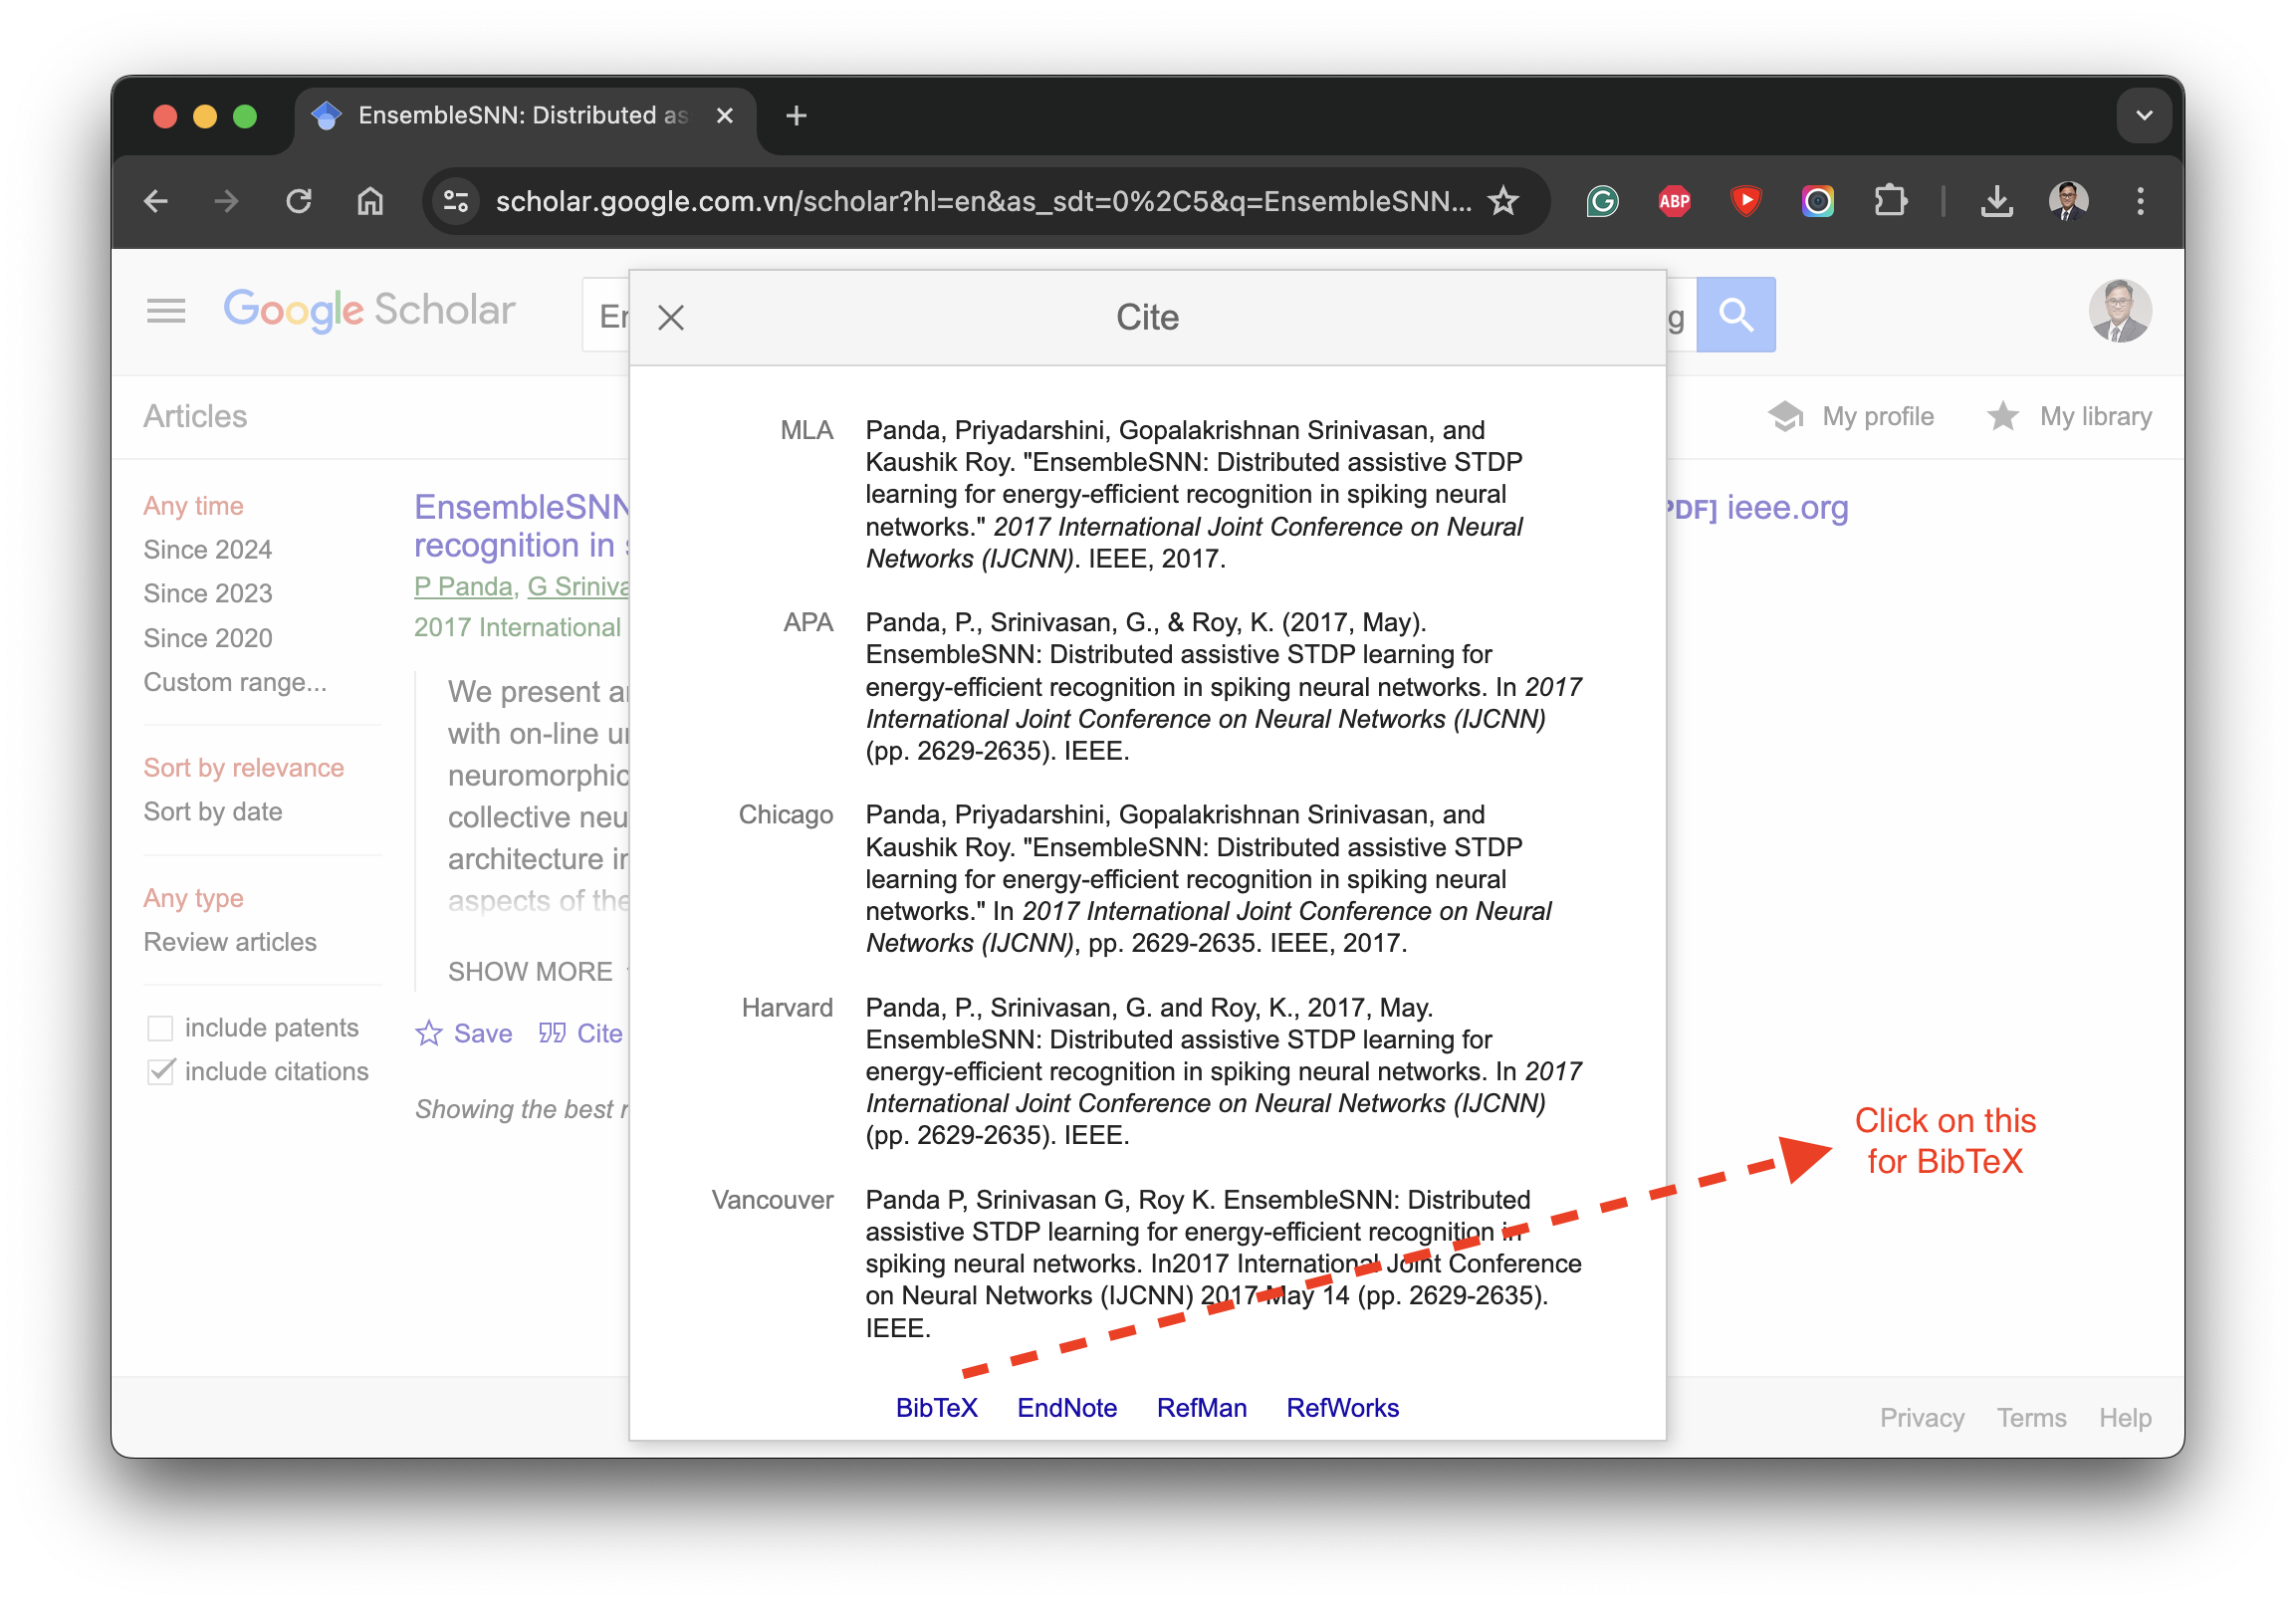 EnsembleSNN: Distributed as
scholar.google.com.vn/scholar?hl=en&as_sdt=0%2C5&q=EnsembleSNN...
ABP
Google Scholar
En
Cite
g
Articles
My profile
My library
Any time
Since 2024
Since 2023
Since 2020
Custom range...
Sort by relevance
Sort by date
Any type
Review articles
include patents
include citations
EnsembleSNN
recognition in s
P Panda, G Sriniva
2017 International
We present a
with on-line u
neuromorphic
collective neu
architecture in
aspects of the
SHOW MORE
Save Cite
Showing the best r
PDF] ieee.org
MLA
Panda, Priyadarshini, Gopalakrishnan Srinivasan, and
Kaushik Roy. "EnsembleSNN: Distributed assistive STDP
learning for energy-efficient recognition in spiking neural
networks." 2017 International Joint Conference on Neural
Networks (IJCNN). IEEE, 2017.
APA
Panda, P., Srinivasan, G., & Roy, K. (2017, May).
EnsembleSNN: Distributed assistive STDP learning for
energy-efficient recognition in spiking neural networks. In 2017
International Joint Conference on Neural Networks (IJCNN)
(pp. 2629-2635). IEEE.
Chicago
Panda, Priyadarshini, Gopalakrishnan Srinivasan, and
Kaushik Roy. "EnsembleSNN: Distributed assistive STDP
learning for energy-efficient recognition in spiking neural
networks." In 2017 International Joint Conference on Neural
Networks (IJCNN), pp. 2629-2635. IEEE, 2017.
Harvard
Panda, P., Srinivasan, G. and Roy, K., 2017, May.
EnsembleSNN: Distributed assistive STDP learning for
energy-efficient recognition in spiking neural networks. In 2017
International Joint Conference on Neural Networks (IJCNN)
(pp. 2629-2635). IEEE.
Vancouver
Panda P, Srinivasan G, Roy K. EnsembleSNN: Distributed
assistive STDP learning for energy-efficient recognition in
spiking neural networks. In2017 International Joint Conference
on Neural Networks (IJCNN) 2017 May 14 (pp. 2629-2635).
IEEE.
BibTeX EndNote RefMan RefWorks
Click on this
for BibTeX
Privacy Terms Help